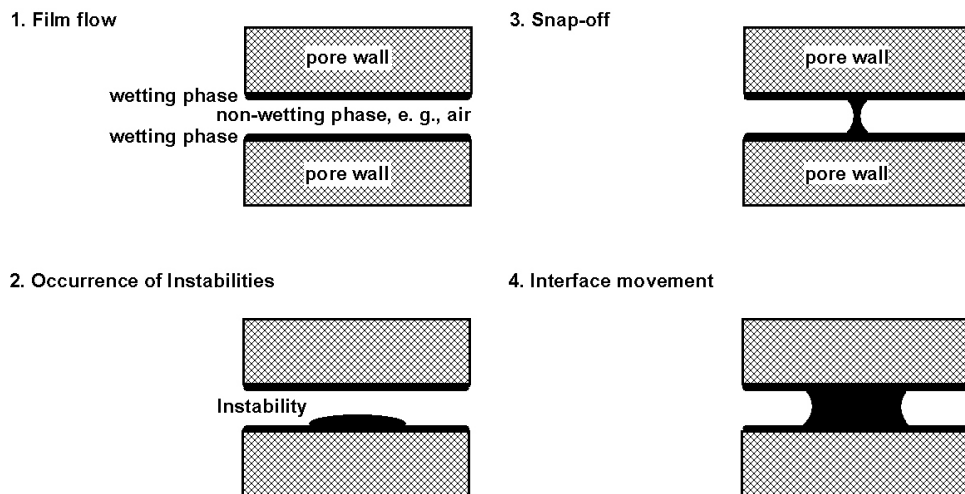 1. Film flow
pore wall
wetting phase
non-wetting phase, e. g., air
wetting phase
pore wall
2. Occurrence of Instabilities
Instability
3. Snap-off
pore wall
pore wall
4. Interface movement